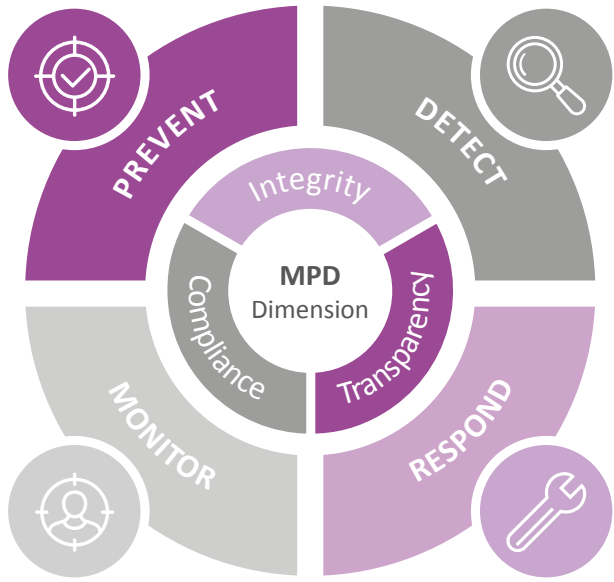 PREVENT
DETECT
Integrity
MPD
Dimension
Compliance
Transparency
MONITOR
RESPOND